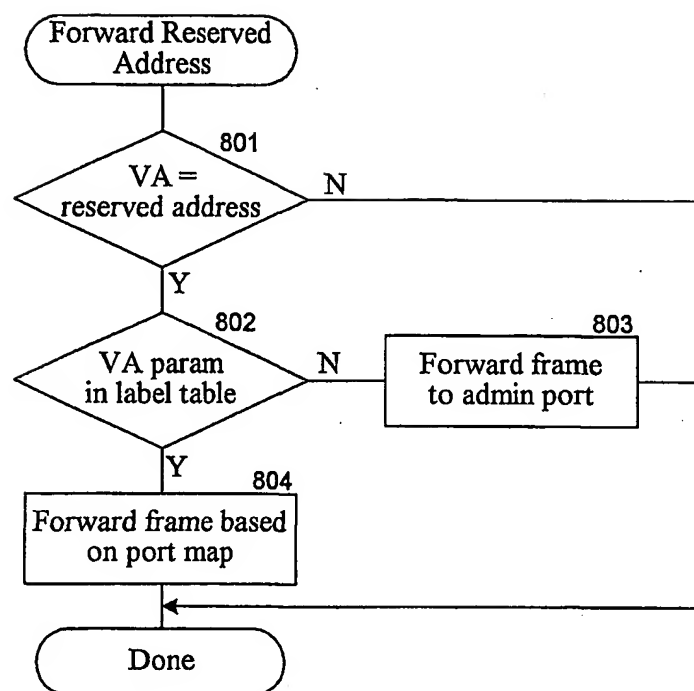 Forward Reserved
Address
801
VA =
reserved address
N
Y
802
VA param
in label table
N
803
Forward frame
to admin port
Y
804
Forward frame based
on port map
Done